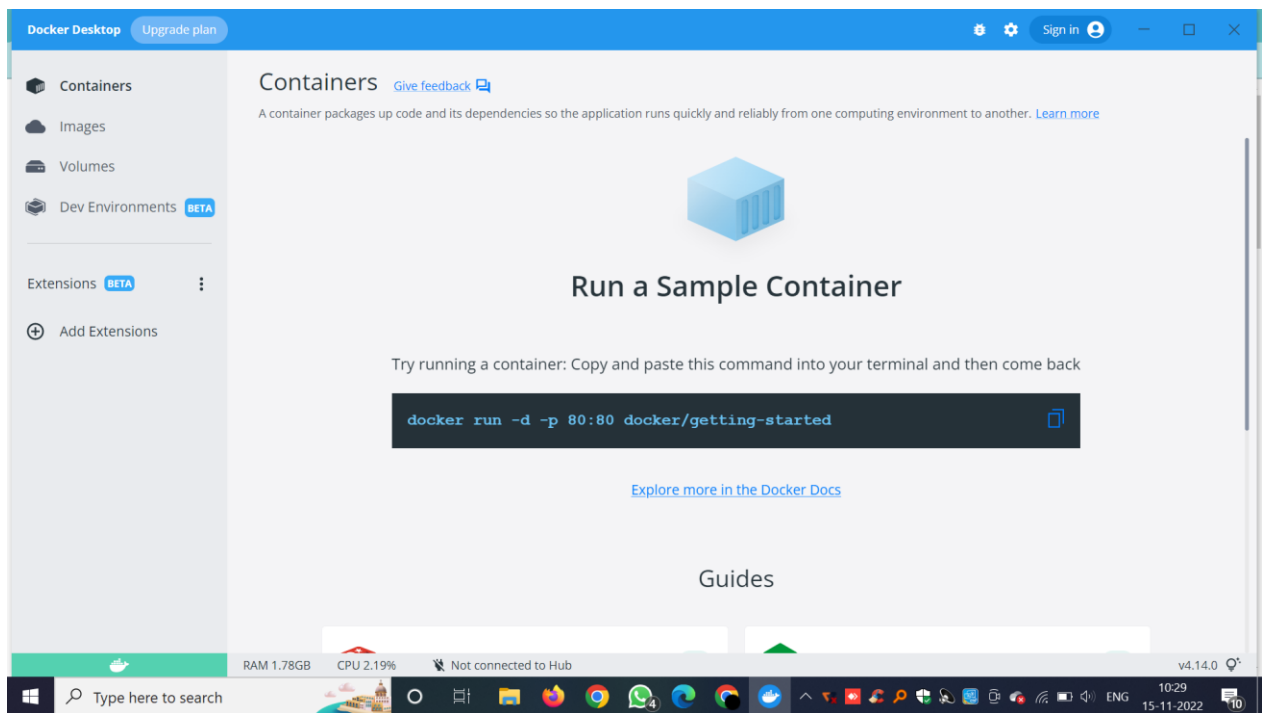 Docker Desktop Upgrade plan Sign in
Containers
Images
Volumes
Dev Environments BETA
Extensions BETA
Add Extensions
Containers Give feedback
A container packages up code and its dependencies so the application runs quickly and reliably from one computing environment to another. Learn more
Run a Sample Container
Try running a container: Copy and paste this command into your terminal and then come back
docker run -d -p 80:80 docker/getting-started
Explore more in the Docker Docs
Guides
RAM 1.78GB CPU 2.19% Not connected to Hub v4.14.0
Type here to search 4 ENG 10:29
15-11-2022 10